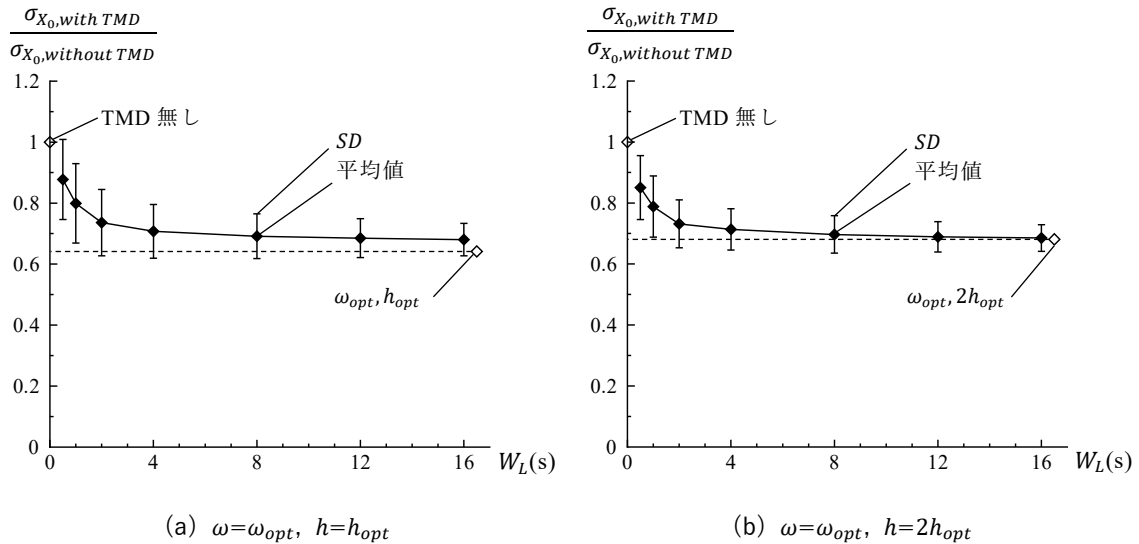 σX₀,with TMD
σX₀,without TMD
1.2
1
0.8
0.6
0.4
0.2
0
TMD 無し
SD
平均値
ωopt, hopt
0 4 8 12 16 WL(s)
(a) ω=ωopt, h=hopt
σX₀,with TMD
σX₀,without TMD
1.2
1
0.8
0.6
0.4
0.2
0
TMD 無し
SD
平均値
ωopt, 2hopt
0 4 8 12 16 WL(s)
(b) ω=ωopt, h=2hopt